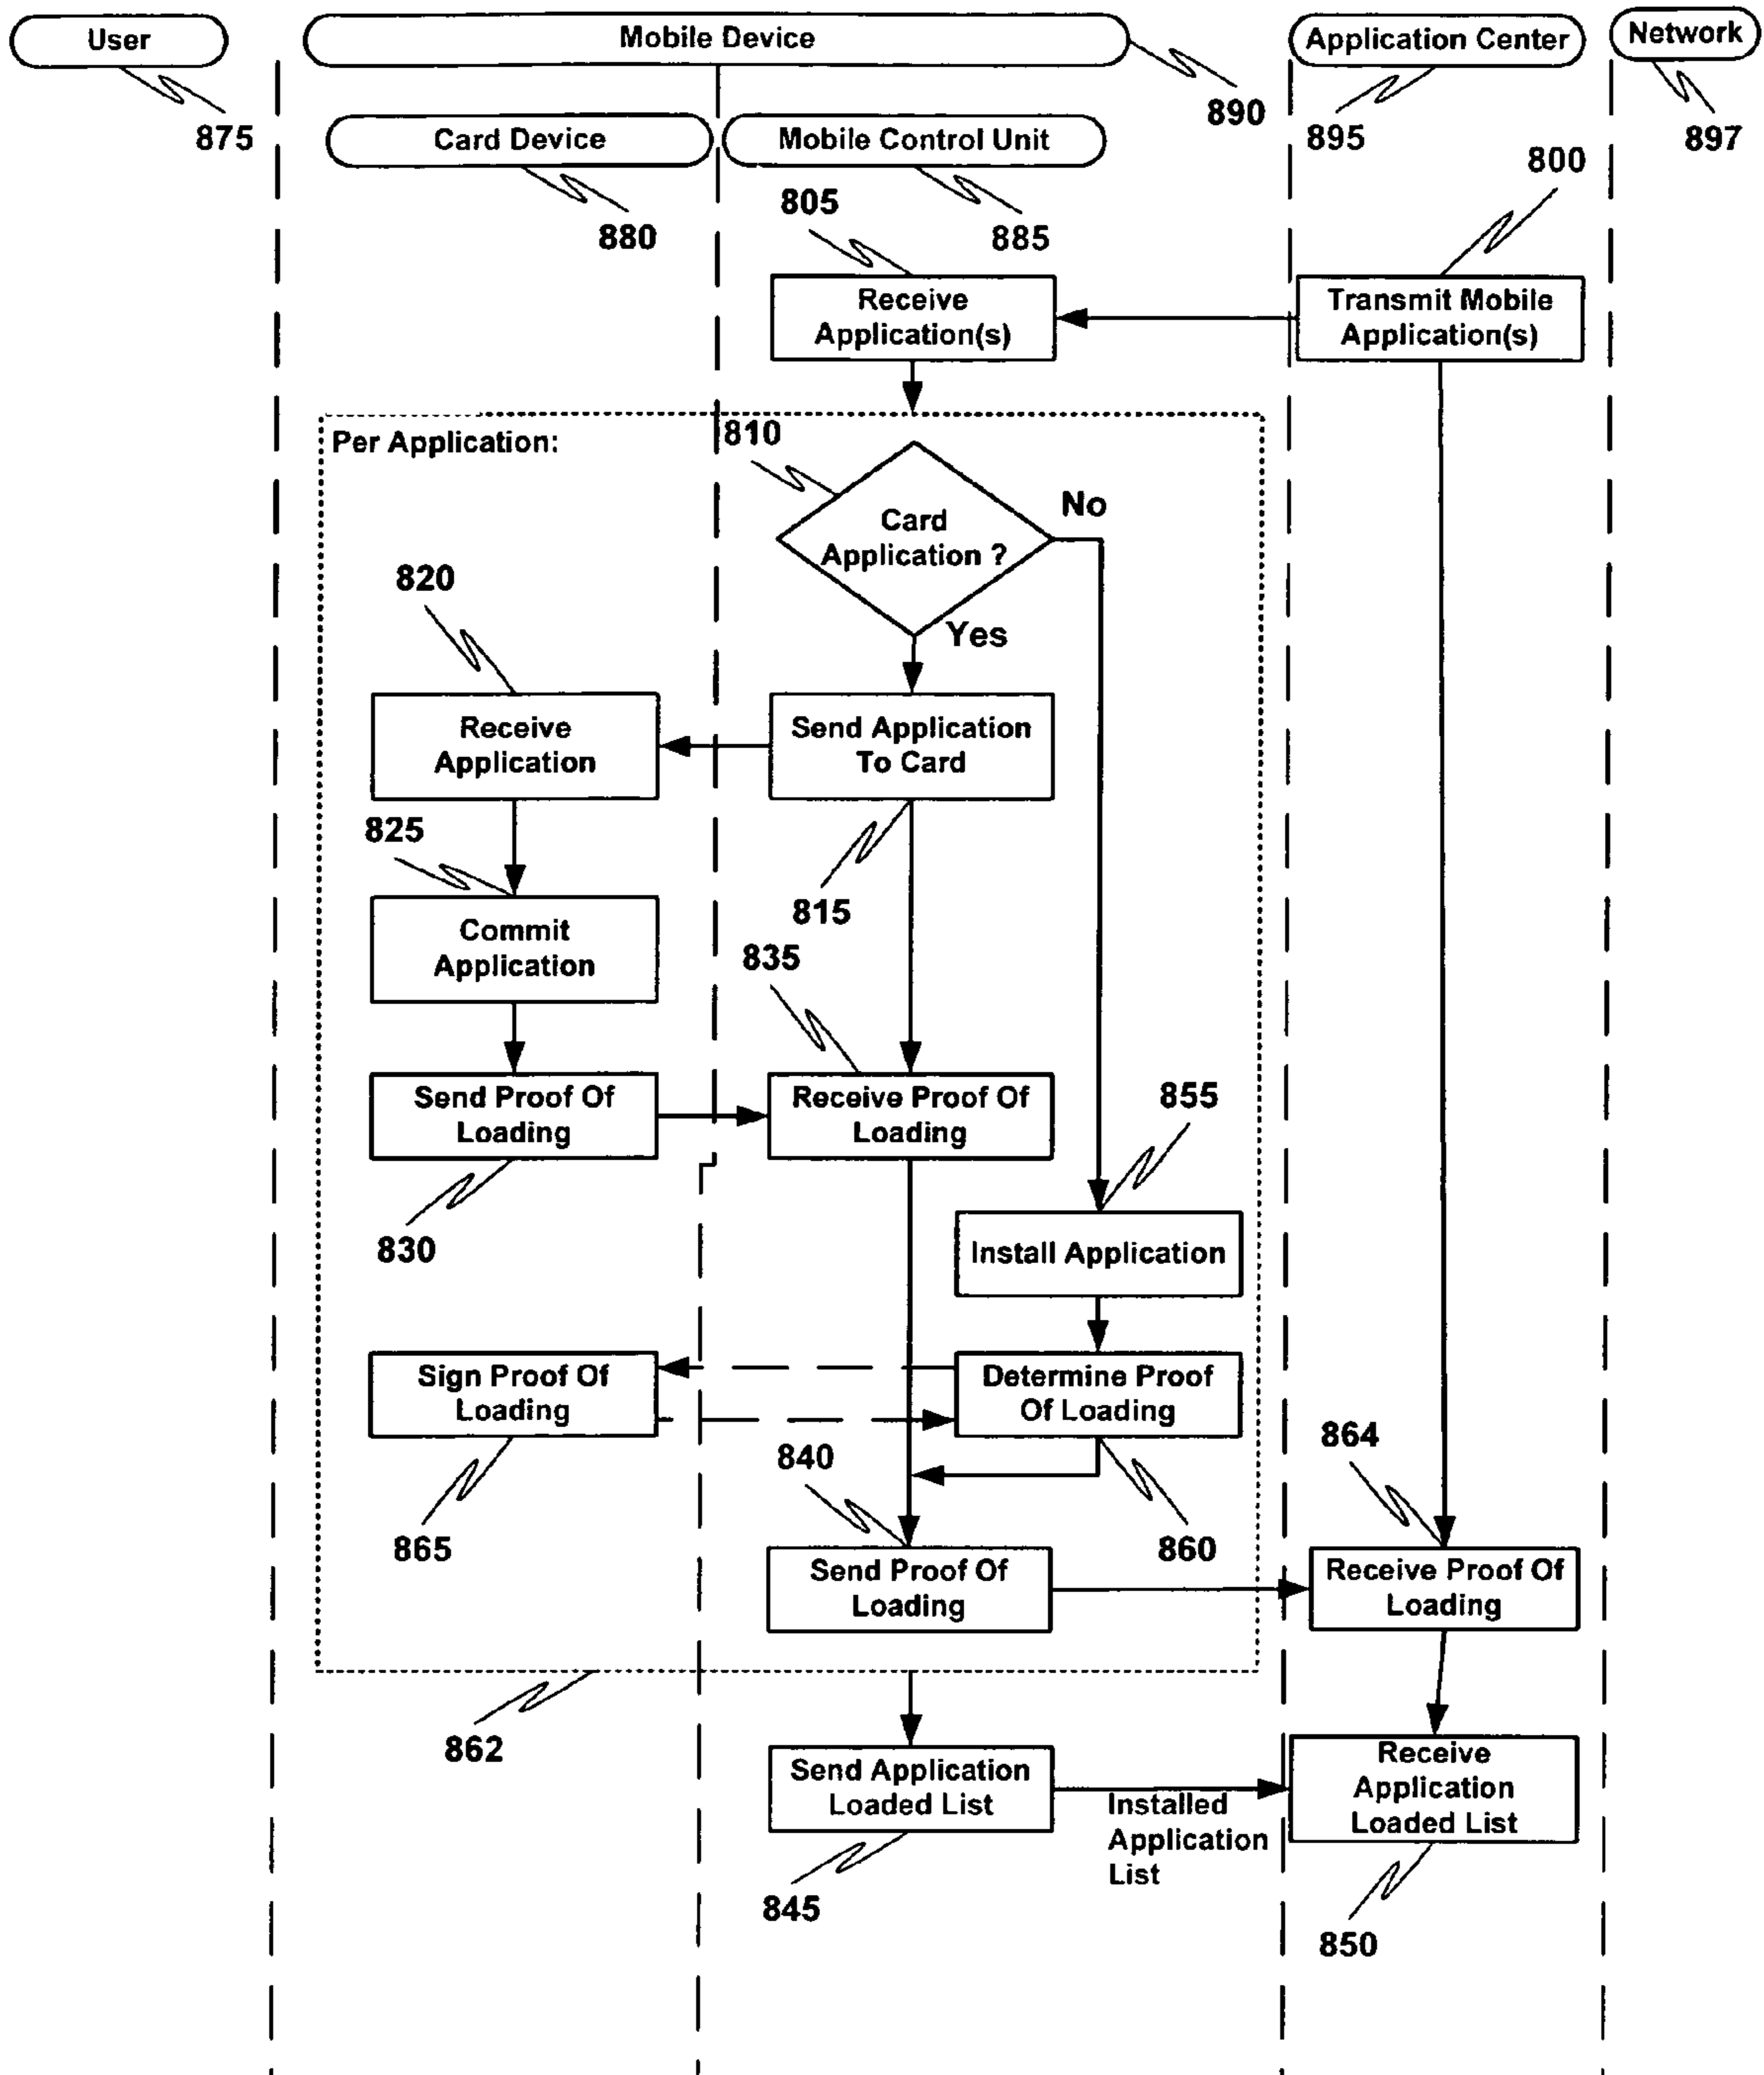 User
Mobile Device
Application Center
Network
875
890
895
897
Card Device
Mobile Control Unit
880
885
805
800
Receive
Application(s)
Transmit Mobile
Application(s)
Per Application:
810
Card
Application ?
No
Yes
820
Receive
Application
Send Application
To Card
825
815
Commit
Application
835
Send Proof Of
Loading
Receive Proof Of
Loading
855
830
Install Application
Sign Proof Of
Loading
Determine Proof
Of Loading
840
864
865
860
Send Proof Of
Loading
Receive Proof Of
Loading
862
Send Application
Loaded List
Installed
Application
List
Receive
Application
Loaded List
845
850